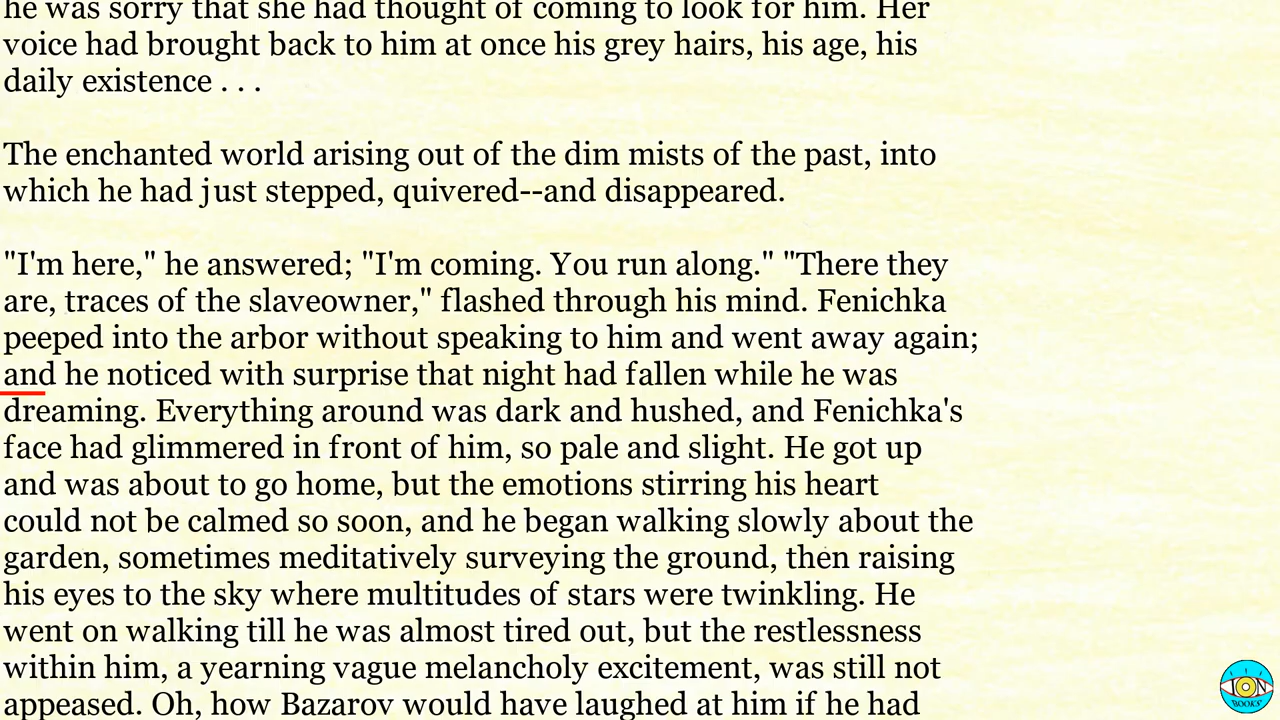 he was sorry that she had thought of coming to look for him. Her
voice had brought back to him at once his grey hairs, his age, his
daily existence . . .
The enchanted world arising out of the dim mists of the past, into
which he had just stepped, quivered--and disappeared.
"I'm here," he answered; "I'm coming. You run along." "There they
are, traces of the slaveowner," flashed through his mind. Fenichka
peeped into the arbor without speaking to him and went away again;
and he noticed with surprise that night had fallen while he was
dreaming. Everything around was dark and hushed, and Fenichka's
face had glimmered in front of him, so pale and slight. He got up
and was about to go home, but the emotions stirring his heart
could not be calmed so soon, and he began walking slowly about the
garden, sometimes meditatively surveying the ground, then raising
his eyes to the sky where multitudes of stars were twinkling. He
went on walking till he was almost tired out, but the restlessness
within him, a yearning vague melancholy excitement, was still not
appeased. Oh, how Bazarov would have laughed at him if he had
ION
BOOKS